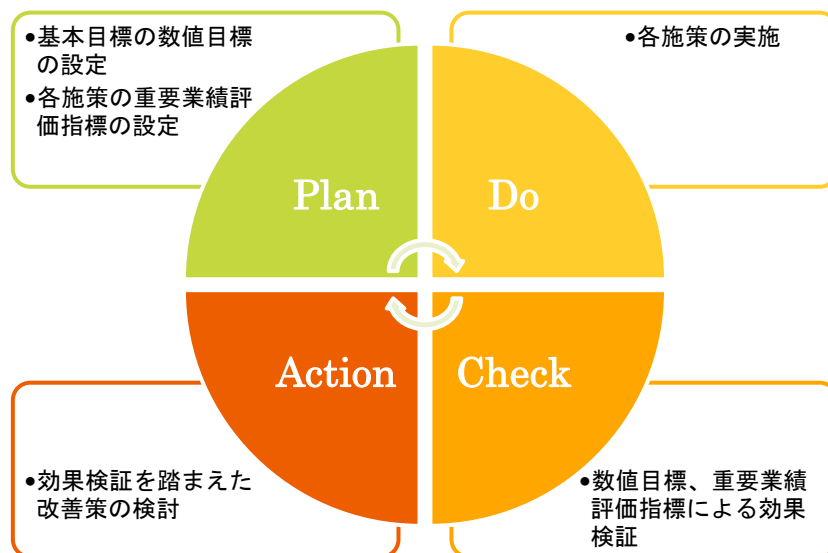 •基本目標の数値目標
の設定
•各施策の重要業績評
価指標の設定
•各施策の実施
Plan
Do
Action
Check
•効果検証を踏まえた
改善策の検討
•数値目標、重要業績
評価指標による効果
検証